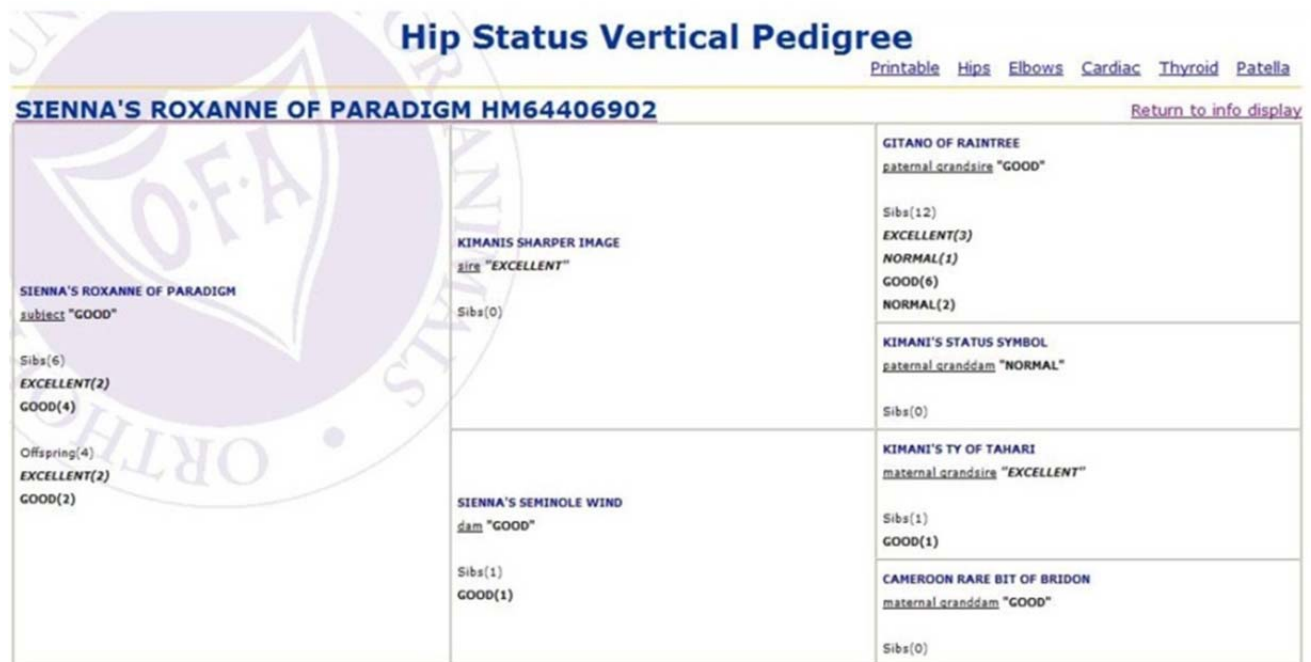 Hip Status Vertical Pedigree
Printable Hips Elbows Cardiac Thyroid Patella
SIENNA'S ROXANNE OF PARADIGM HM64406902
Return to info display
SIENNA'S ROXANNE OF PARADIGM
subject "GOOD"
Sibs(6)
EXCELLENT(2)
GOOD(4)
Offspring(4)
EXCELLENT(2)
GOOD(2)
KIMANIS SHARPER IMAGE
sire "EXCELLENT"
Sibs(0)
SIENNA'S SEMINOLE WIND
dam "GOOD"
Sibs(1)
GOOD(1)
GITANO OF RAINTREE
paternal grandsire "GOOD"
Sibs(12)
EXCELLENT(3)
NORMAL(1)
GOOD(6)
NORMAL(2)
KIMANI'S STATUS SYMBOL
paternal granddam "NORMAL"
Sibs(0)
KIMANI'S TY OF TAHARI
maternal grandsire "EXCELLENT"
Sibs(1)
GOOD(1)
CAMEROON RARE BIT OF BRIDON
maternal granddam "GOOD"
Sibs(0)
O·F·A
ANIMALS
ORTHO